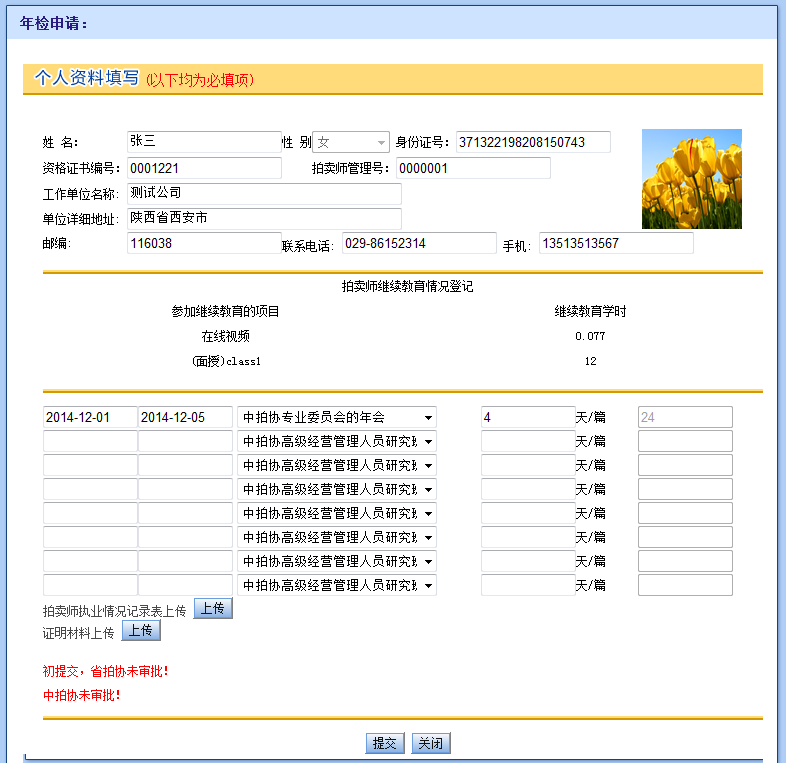 年检申请：
个人资料填写 (以下均为必填项)
姓 名： 张三 性 别 女 身份证号： 371322198208150743
资格证书编号： 0001221 拍卖师管理号： 0000001
工作单位名称： 测试公司
单位详细地址： 陕西省西安市
邮编: 116038 联系电话： 029-86152314 手机： 13513513567
拍卖师继续教育情况登记
参加继续教育的项目 继续教育学时
在线视频 0.077
(面授)class1 12
2014-12-01 2014-12-05 中拍协专业委员会的年会 4 天/篇 24
中拍协高级经营管理人员研究 天/篇
中拍协高级经营管理人员研究 天/篇
中拍协高级经营管理人员研究 天/篇
中拍协高级经营管理人员研究 天/篇
中拍协高级经营管理人员研究 天/篇
中拍协高级经营管理人员研究 天/篇
中拍协高级经营管理人员研究 天/篇
拍卖师执业情况记录表上传 上传
证明材料上传 上传
初提交，省拍协未审批！
中拍协未审批！
提交 关闭